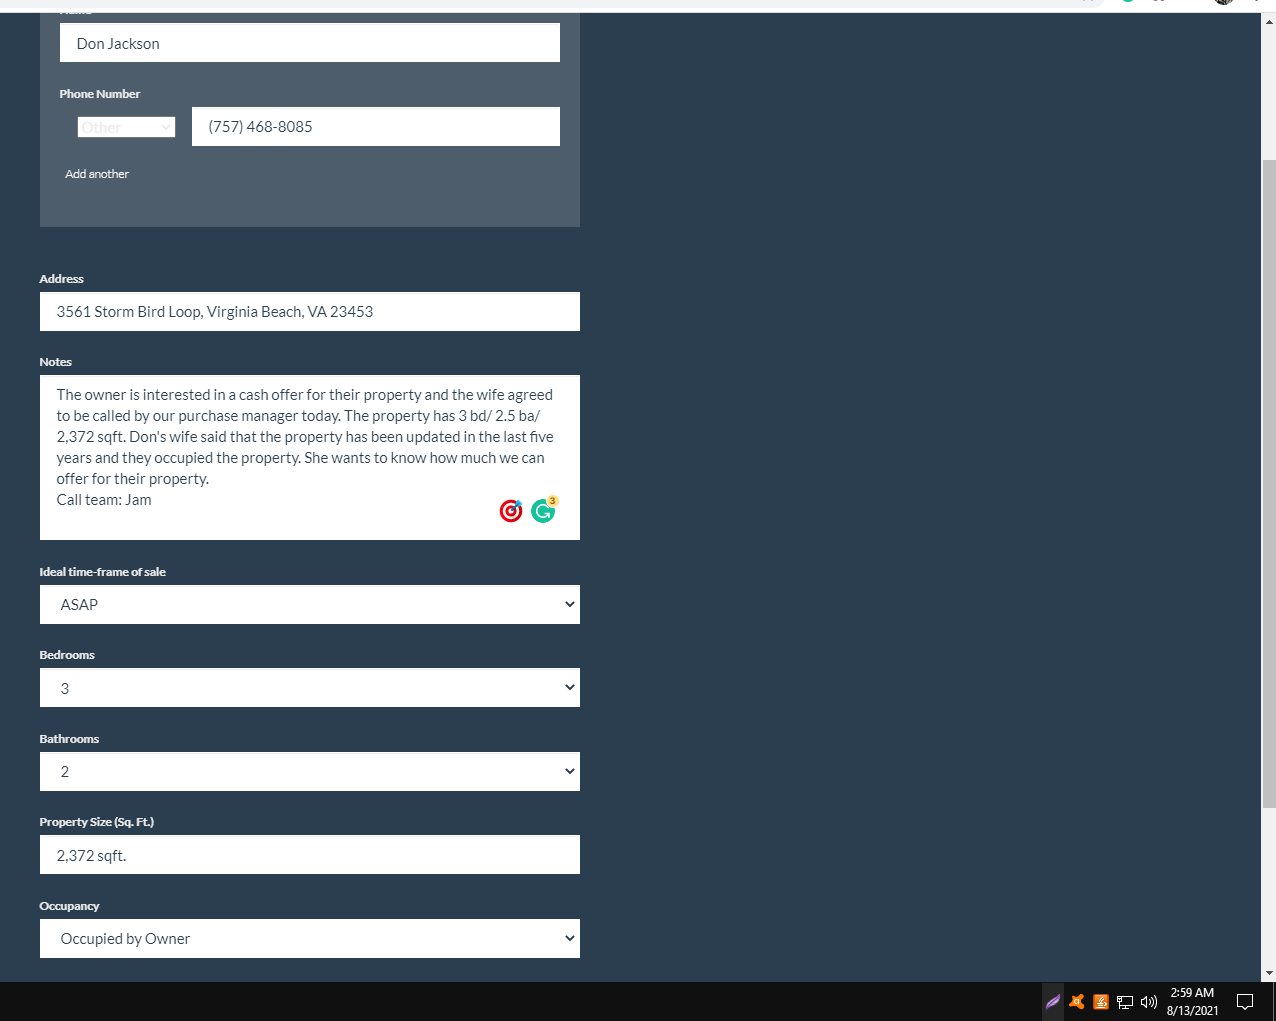 Don Jackson
Phone Number
Other
(757) 468-8085
Add another
Address
3561 Storm Bird Loop, Virginia Beach, VA 23453
Notes
The owner is interested in a cash offer for their property and the wife agreed
to be called by our purchase manager today. The property has 3 bd/ 2.5 ba/
2,372 sqft. Don's wife said that the property has been updated in the last five
years and they occupied the property. She wants to know how much we can
offer for their property.
Call team: Jam
3
Ideal time-frame of sale
ASAP
Bedrooms
3
Bathrooms
2
Property Size (Sq. Ft.)
2,372 sqft.
Occupancy
Occupied by Owner
2:59 AM
8/13/2021